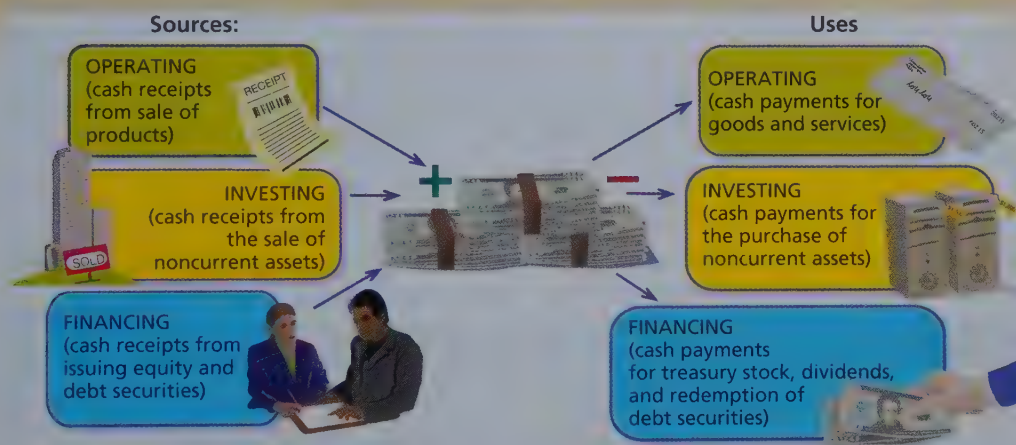 Sources:
OPERATING
(cash receipts
from sale of
products)
RECEIPT
INVESTING
(cash receipts from
the sale of
noncurrent assets)
SOLD
FINANCING
(cash receipts from
issuing equity and
debt securities)
+
−
Uses
OPERATING
(cash payments for
goods and services)
INVESTING
(cash payments for
the purchase of
noncurrent assets)
FINANCING
(cash payments
for treasury stock, dividends,
and redemption of
debt securities)